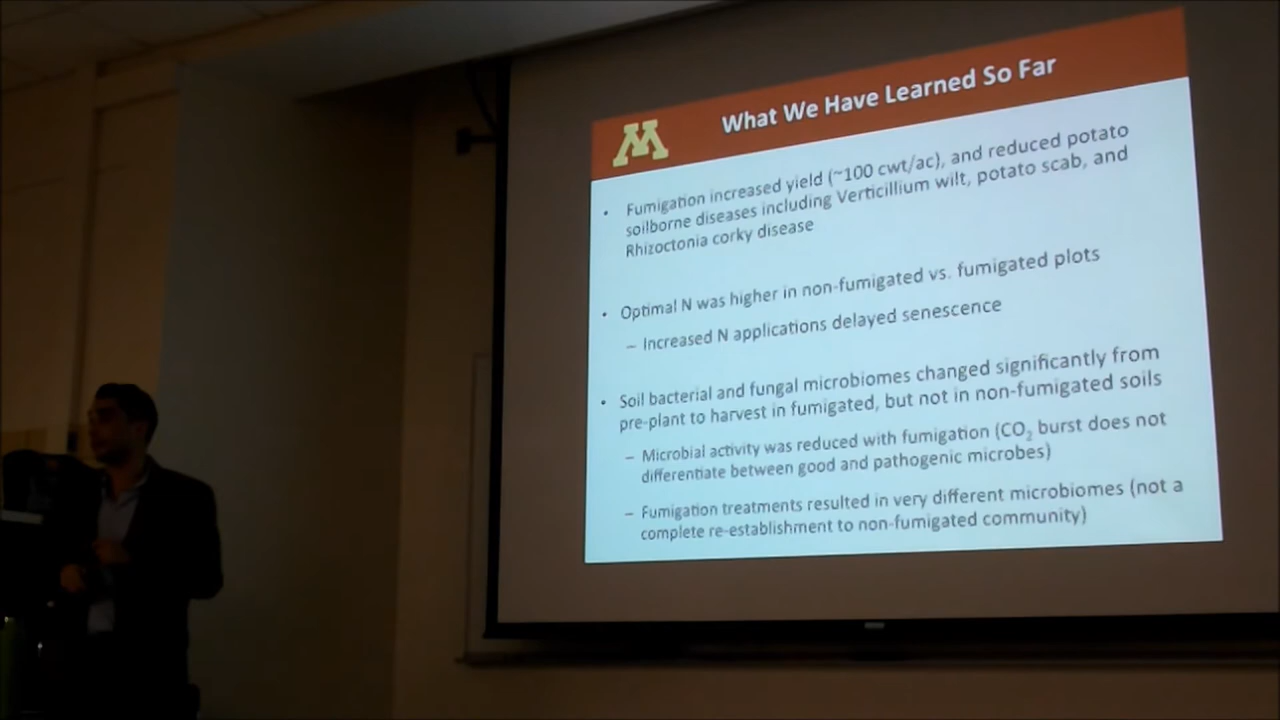 M
What We Have Learned So Far
• Fumigation increased yield (~100 cwt/ac), and reduced potato
soilborne diseases including Verticillium wilt, potato scab, and
Rhizoctonia corky disease
• Optimal N was higher in non-fumigated vs. fumigated plots
– Increased N applications delayed senescence
• Soil bacterial and fungal microbiomes changed significantly from
pre-plant to harvest in fumigated, but not in non-fumigated soils
– Microbial activity was reduced with fumigation (CO₂ burst does not
differentiate between good and pathogenic microbes)
– Fumigation treatments resulted in very different microbiomes (not a
complete re-establishment to non-fumigated community)